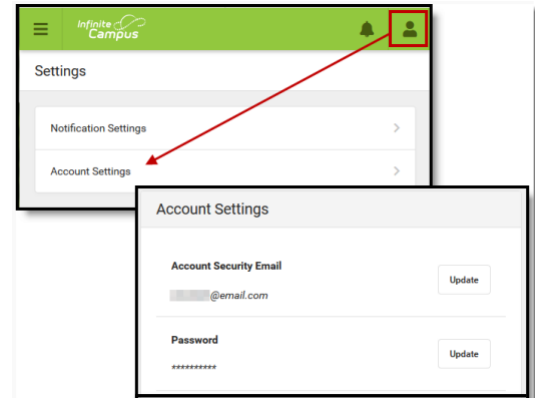 Infinite
Campus
Settings
Notification Settings
Account Settings
Account Settings
Account Security Email
Update
@email.com
Password
Update
**********